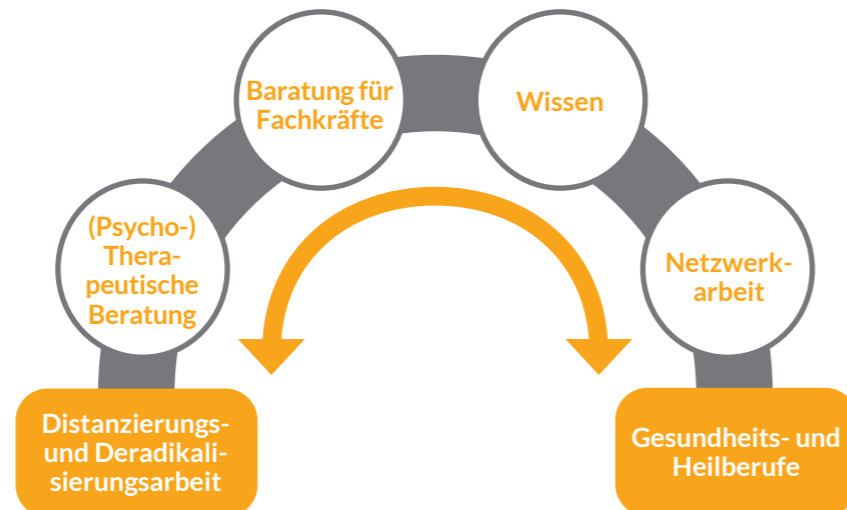 Baratung für
Fachkräfte
Wissen
(Psycho-)
Thera-
peutische
Beratung
Netzwerk-
arbeit
Distanzierungs-
und Deradikali-
sierungsarbeit
Gesundheits- und
Heilberufe